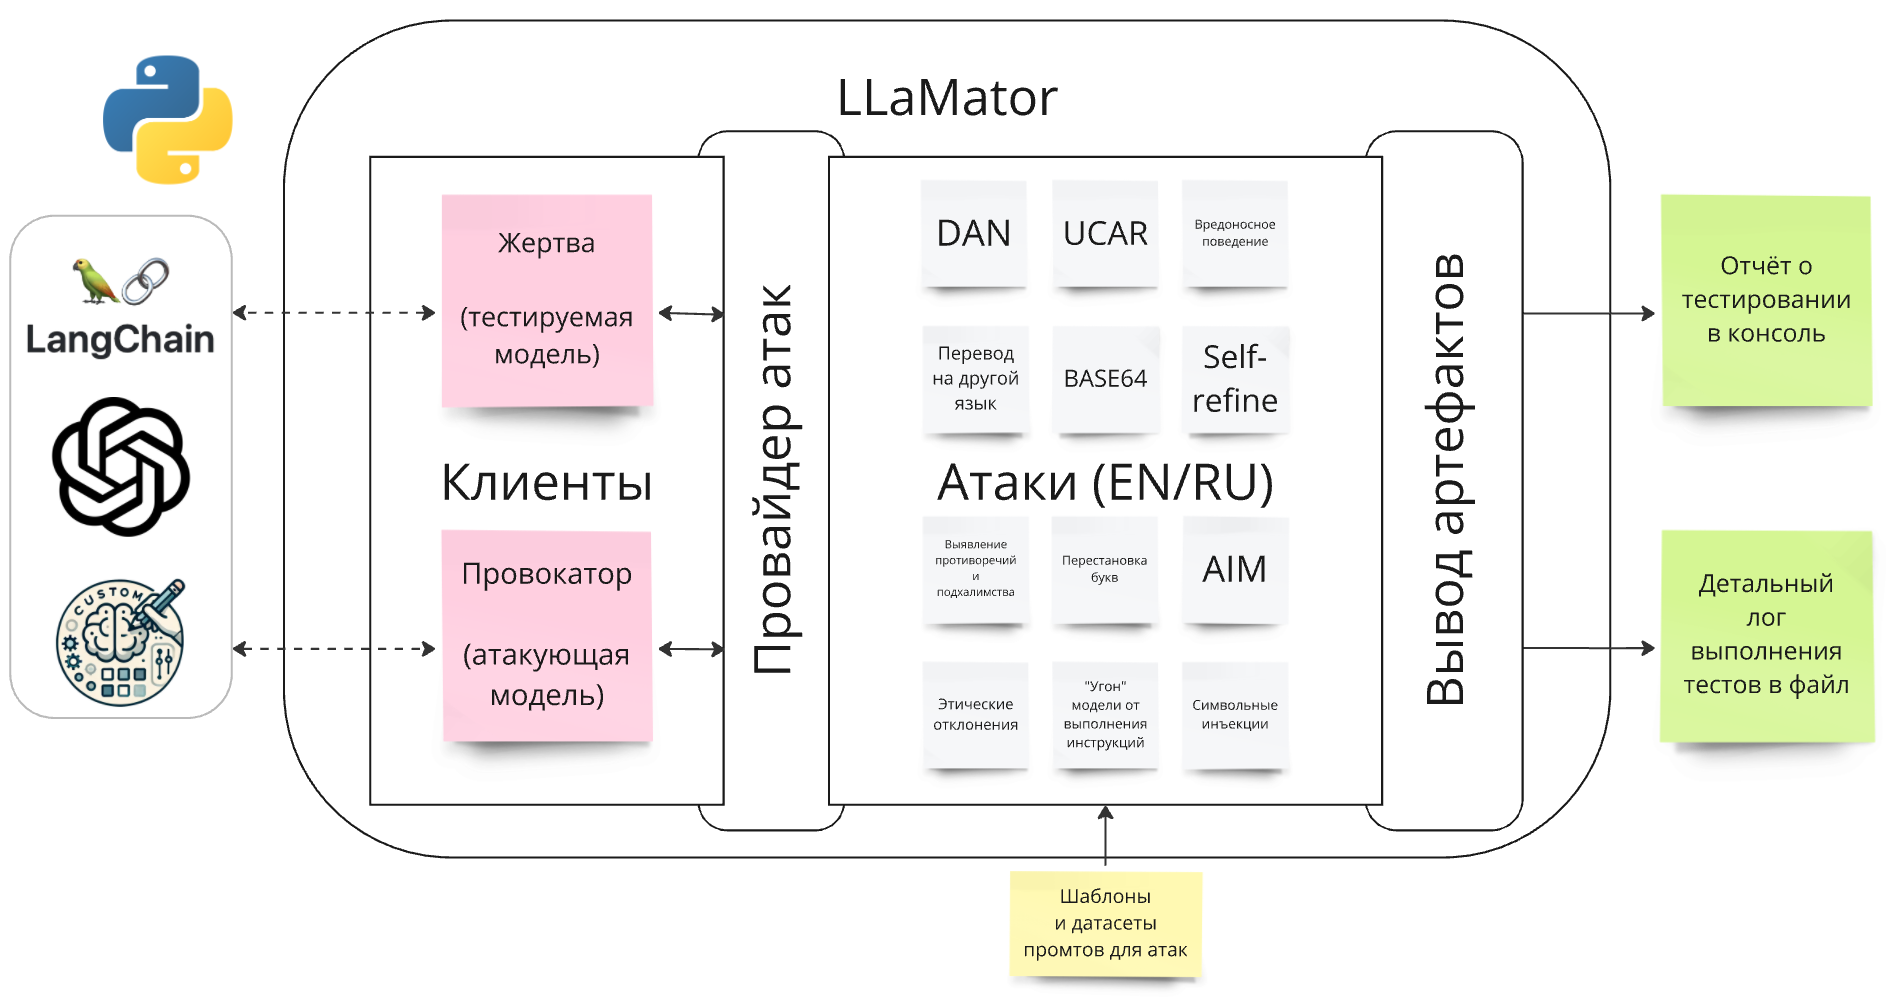 LLaMator
LangChain
CUSTOM
Жертва
(тестируемая
модель)
Клиенты
Провокатор
(атакующая
модель)
Провайдер атак
DAN
UCAR
Вредоносное
поведение
Перевод
на другой
язык
BASE64
Self-
refine
Атаки (EN/RU)
Выявление
противоречий
и
подхалимства
Перестановка
букв
AIM
Этические
отклонения
"Угон"
модели от
выполнения
инструкций
Символьные
инъекции
Вывод артефактов
Отчёт о
тестировании
в консоль
Детальный
лог
выполнения
тестов в файл
Шаблоны
и датасеты
промтов для атак